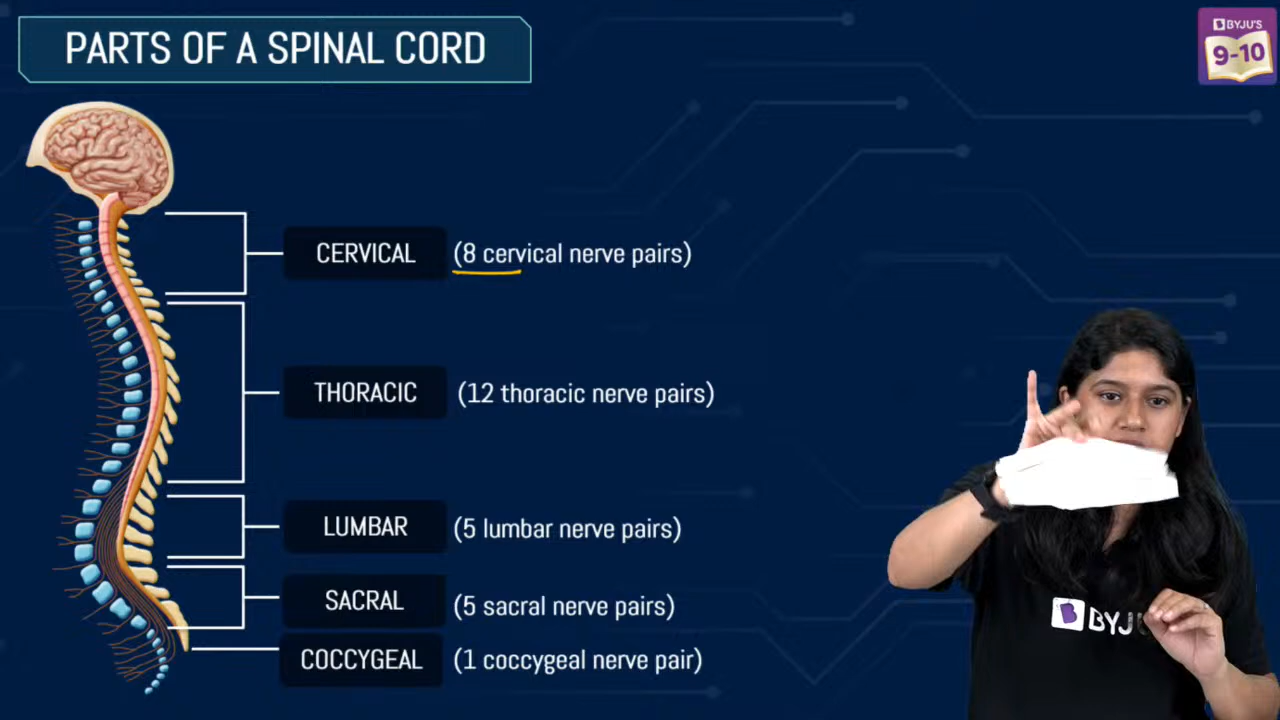 PARTS OF A SPINAL CORD
BYJU'S
9-10
CERVICAL (8 cervical nerve pairs)
THORACIC (12 thoracic nerve pairs)
LUMBAR (5 lumbar nerve pairs)
SACRAL (5 sacral nerve pairs)
COCCYGEAL (1 coccygeal nerve pair)